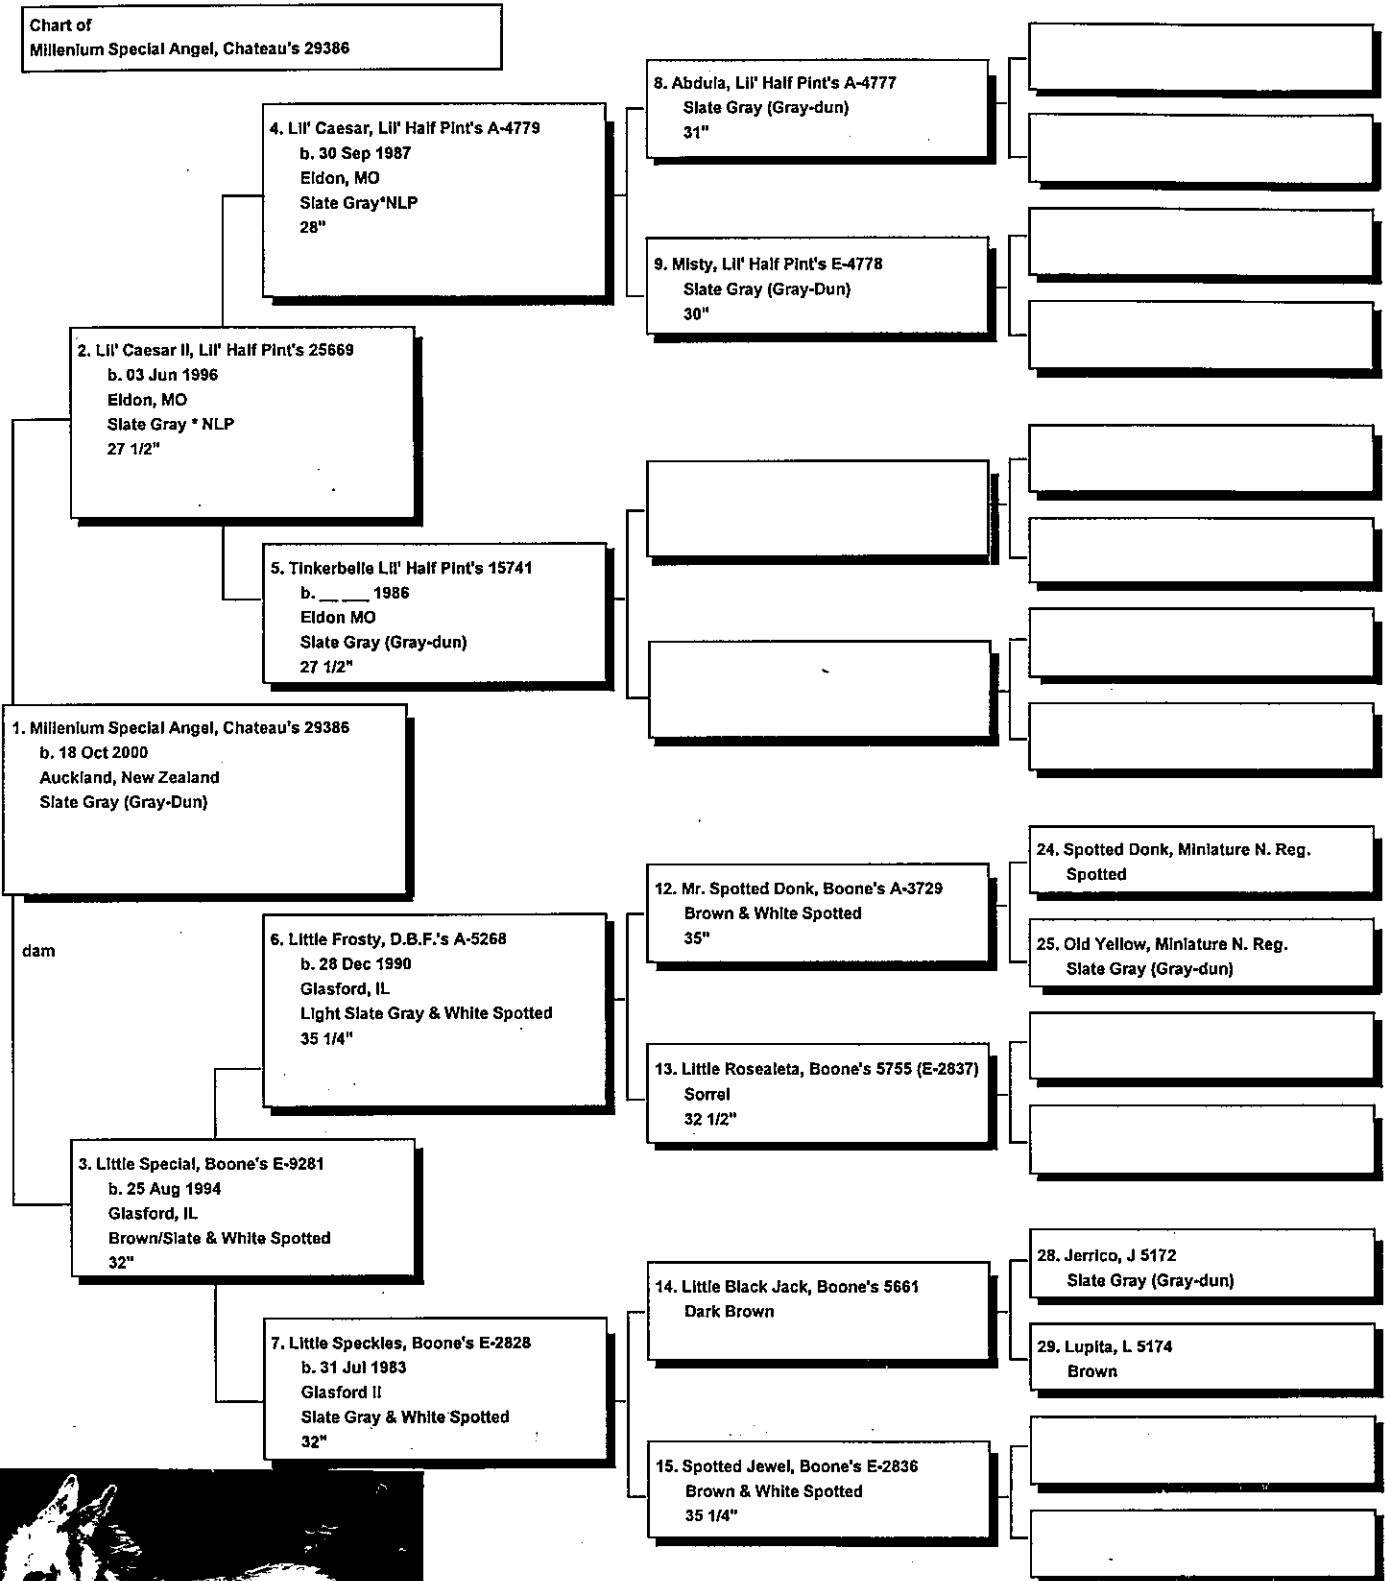 Chart of
Millenium Special Angel, Chateau's 29386
8. Abdula, Lil' Half Pint's A-4777
Slate Gray (Gray-dun)
31"
4. Lil' Caesar, Lil' Half Pint's A-4779
b. 30 Sep 1987
Eldon, MO
Slate Gray*NLP
28"
9. Misty, Lil' Half Pint's E-4778
Slate Gray (Gray-Dun)
30"
2. Lil' Caesar II, Lil' Half Pint's 25669
b. 03 Jun 1996
Eldon, MO
Slate Gray * NLP
27 1/2"
5. Tinkerbelle Lil' Half Pint's 15741
b. __ ___ 1986
Eldon MO
Slate Gray (Gray-dun)
27 1/2"
1. Millenium Special Angel, Chateau's 29386
b. 18 Oct 2000
Auckland, New Zealand
Slate Gray (Gray-Dun)
dam
24. Spotted Donk, Miniature N. Reg.
Spotted
12. Mr. Spotted Donk, Boone's A-3729
Brown & White Spotted
35"
25. Old Yellow, Miniature N. Reg.
Slate Gray (Gray-dun)
6. Little Frosty, D.B.F.'s A-5268
b. 28 Dec 1990
Glasford, IL
Light Slate Gray & White Spotted
35 1/4"
13. Little Rosealeta, Boone's 5755 (E-2837)
Sorrel
32 1/2"
3. Little Special, Boone's E-9281
b. 25 Aug 1994
Glasford, IL
Brown/Slate & White Spotted
32"
28. Jerrico, J 5172
Slate Gray (Gray-dun)
14. Little Black Jack, Boone's 5661
Dark Brown
29. Lupita, L 5174
Brown
7. Little Speckles, Boone's E-2828
b. 31 Jul 1983
Glasford Il
Slate Gray & White Spotted
32"
15. Spotted Jewel, Boone's E-2836
Brown & White Spotted
35 1/4"